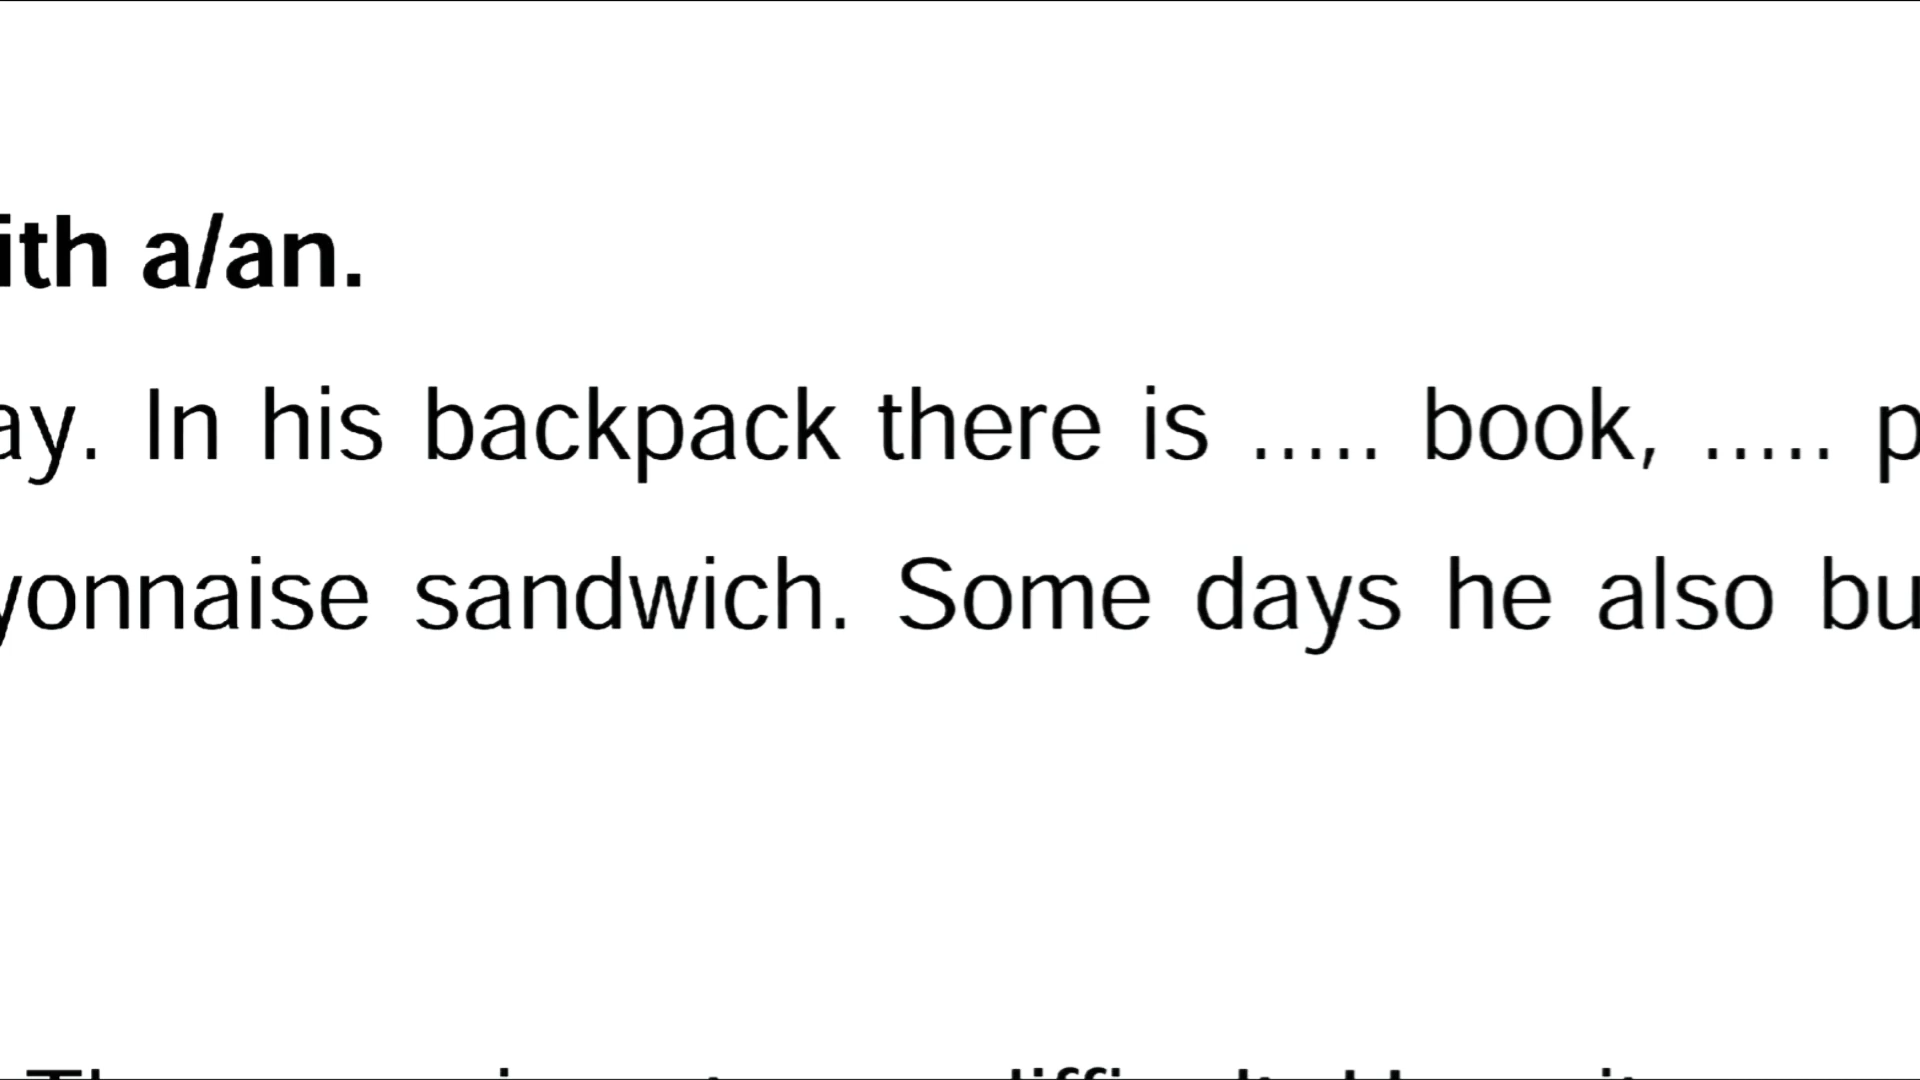 ith a/an.
ay. In his backpack there is ..... book, ..... p
yonnaise sandwich. Some days he also bu